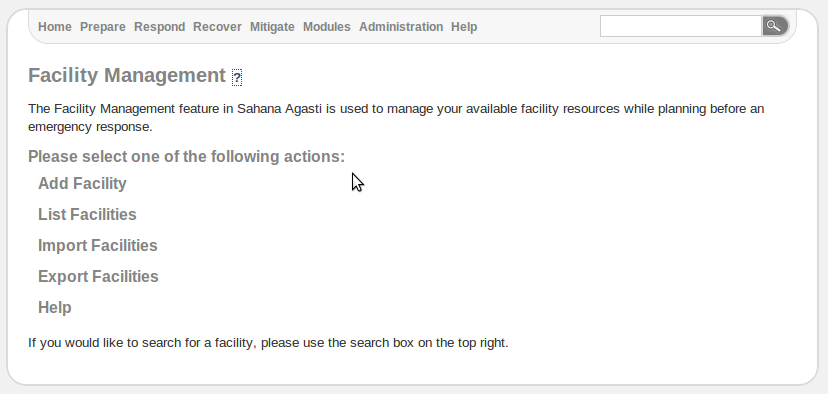 Home Prepare Respond Recover Mitigate Modules Administration Help
Facility Management ?
The Facility Management feature in Sahana Agasti is used to manage your available facility resources while planning before an
emergency response.
Please select one of the following actions:
Add Facility
List Facilities
Import Facilities
Export Facilities
Help
If you would like to search for a facility, please use the search box on the top right.